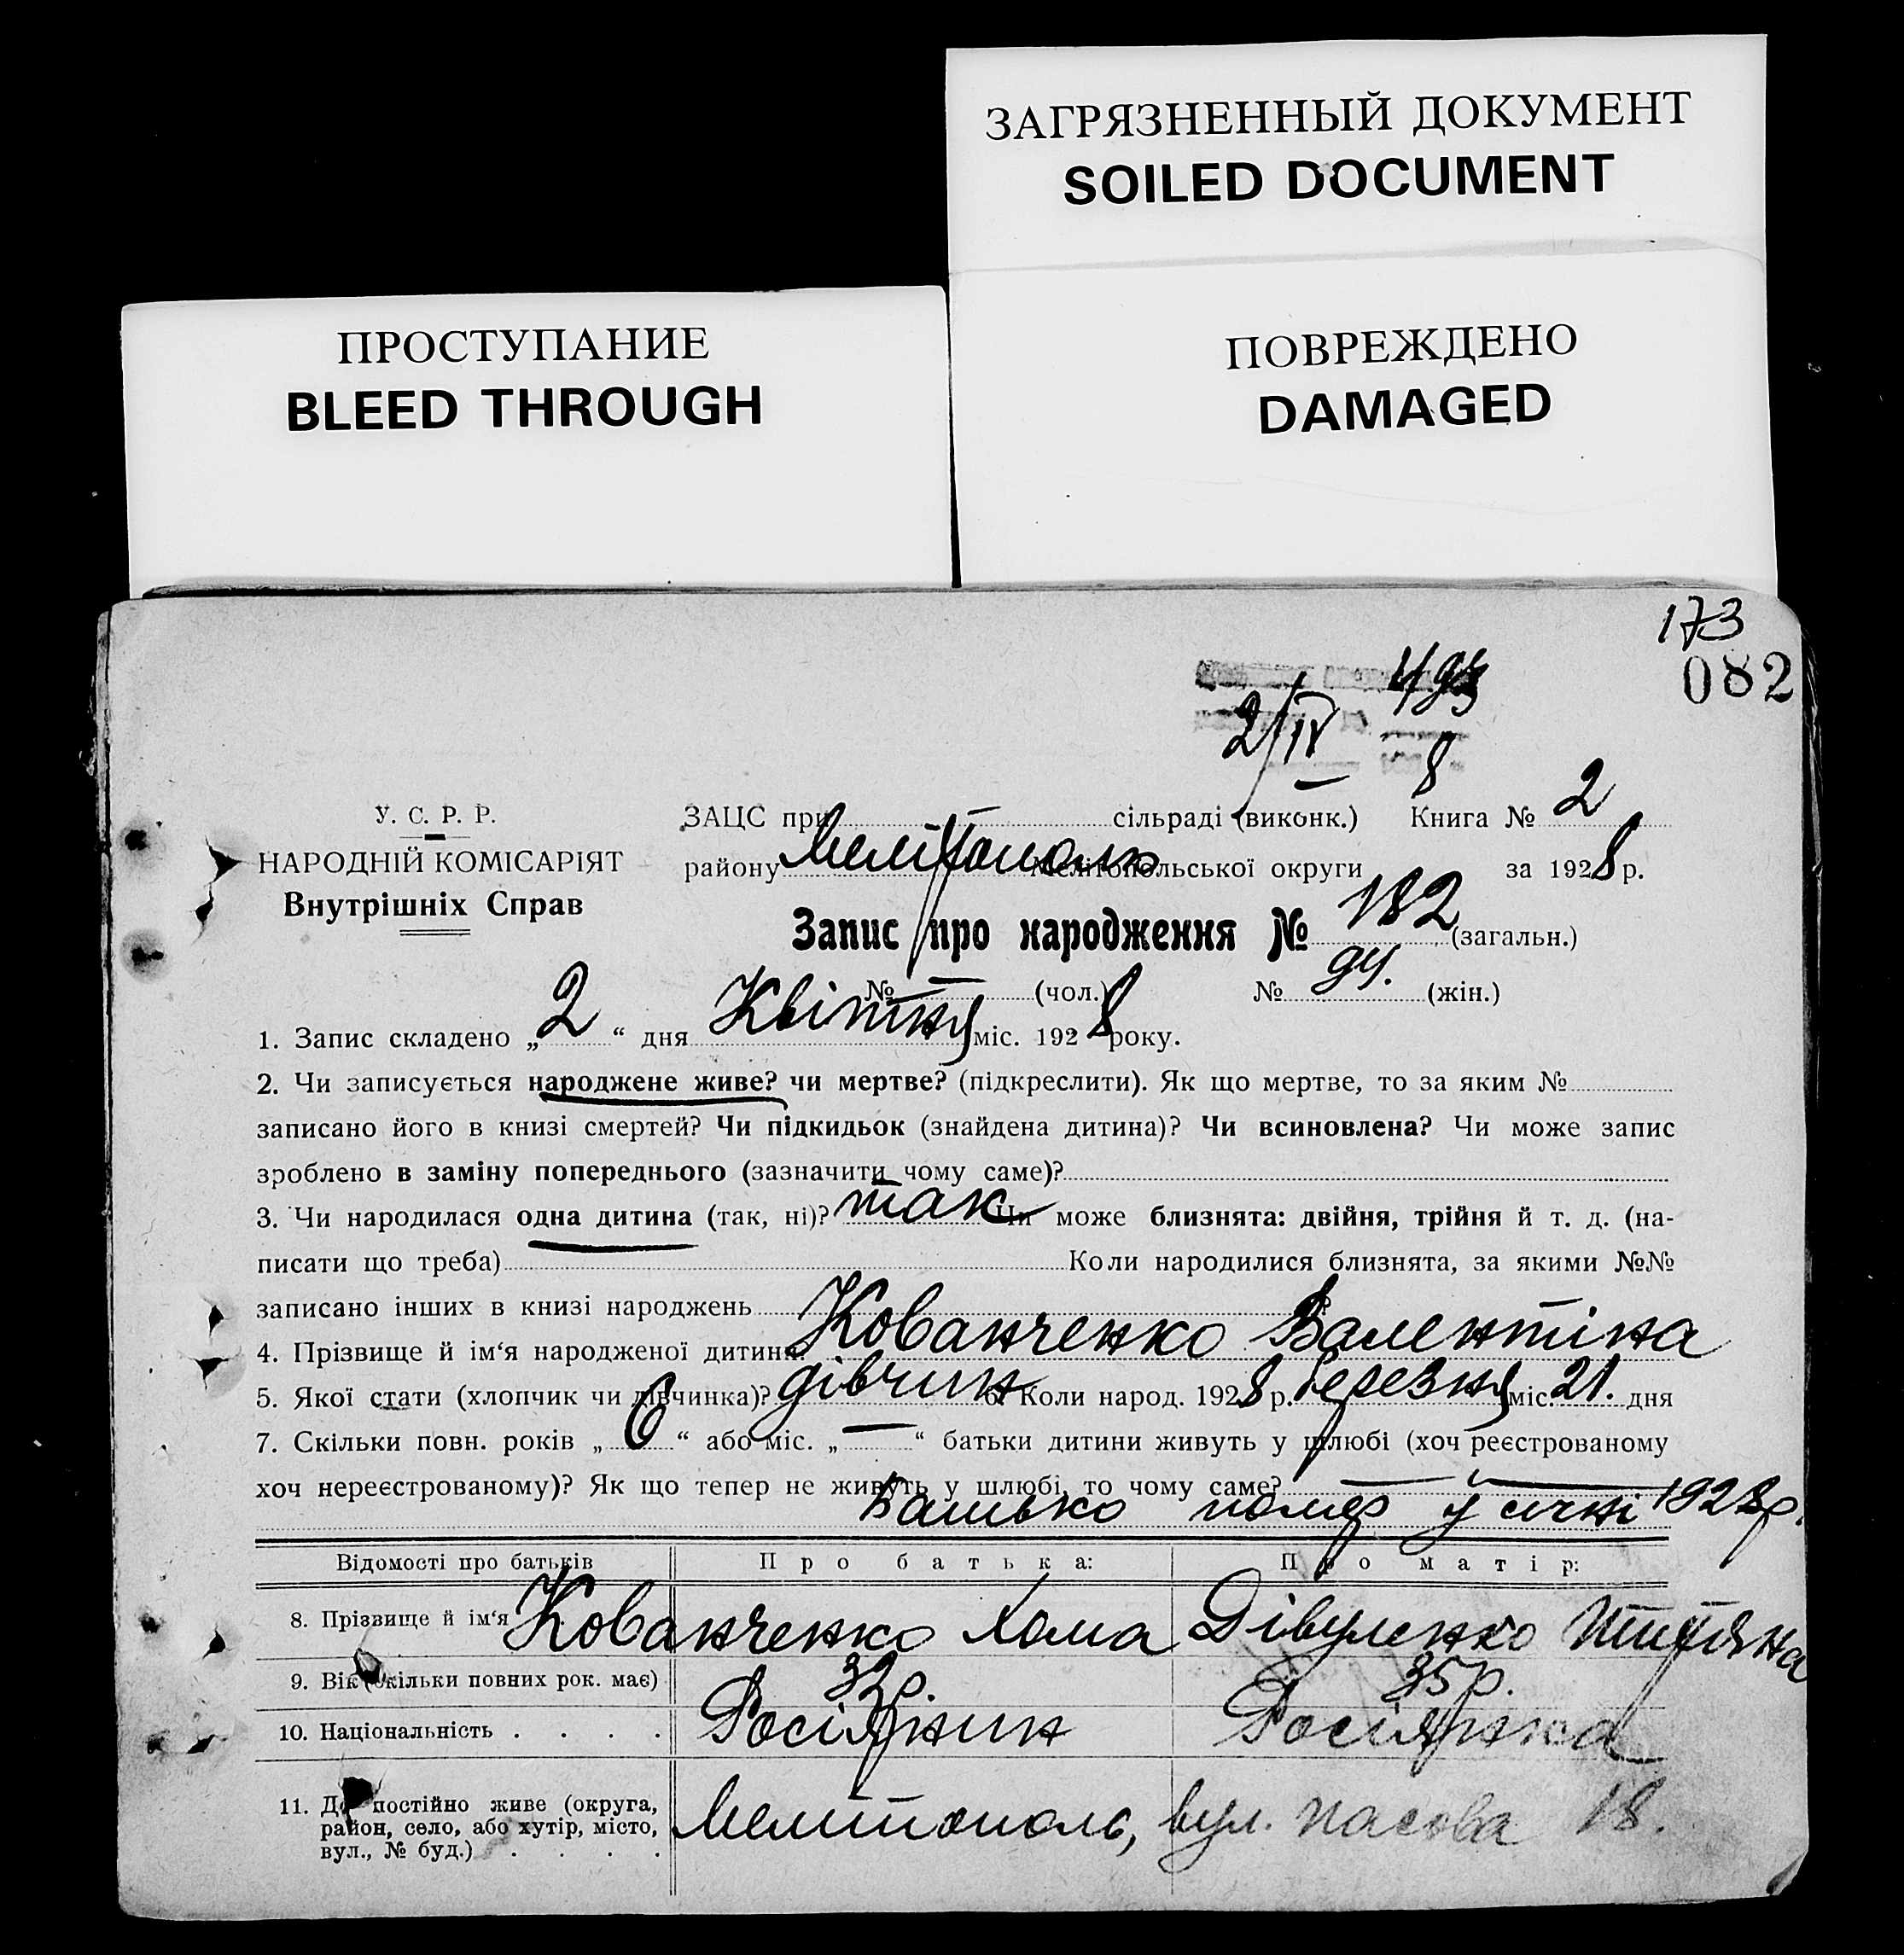 ЗАГРЯЗНЕННЫЙ ДОКУМЕНТ
SOILED DOCUMENT
ПРОСТУПАНИЕ
BLEED THROUGH
ПОВРЕЖДЕНО
DAMAGED
173
082
2/IV
8
У. С. Р. Р.
НАРОДНІЙ КОМІСАРІЯТ
Внутрішніх Справ
ЗАЦС при сільраді (виконк.) Книга № 2
району Мелітополь Мелітопольської округи за 1928 р.
Запис про народження № 182 (загальн.)
№ — (чол.) № 94. (жін.)
1. Запис складено „ 2 “ дня Квітня міс. 1928 року.
2. Чи записується народжене живе? чи мертве? (підкреслити). Як що мертве, то за яким №
записано його в книзі смертей? Чи підкидьок (знайдена дитина)? Чи всиновлена? Чи може запис
зроблено в заміну попереднього (зазначити чому саме)?
3. Чи народилася одна дитина (так, ні)? так Чи може близнята: двійня, трійня й т. д. (на-
писати що треба) Коли народилися близнята, за якими №№
записано інших в книзі народжень
4. Прізвище й ім‘я народженої дитини Кованченко Валентіна
5. Якої стати (хлопчик чи дівчинка)? дівчин 6. Коли народ. 1928 р. Березня міс. 21. дня
7. Скільки повн. років „ 6 “ або міс. „ — “ батьки дитини живуть у шлюбі (хоч реєстрованому
хоч нереєстрованому)? Як що тепер не живуть у шлюбі, то чому саме?
Батько помер у січні 1928р.
Відомості про батьків Про батька: Про матір:
8. Прізвище й ім‘я Кованченко Хома Дівуленко
9. Вік (скільки повних рок. має) 32р. 35р.
10. Національність . . . . Росіянин Росіянка
11. Де постійно живе (округа,
район, село, або хутір, місто,
вул., № буд.) . . . . Мелітополь, вул. 18.